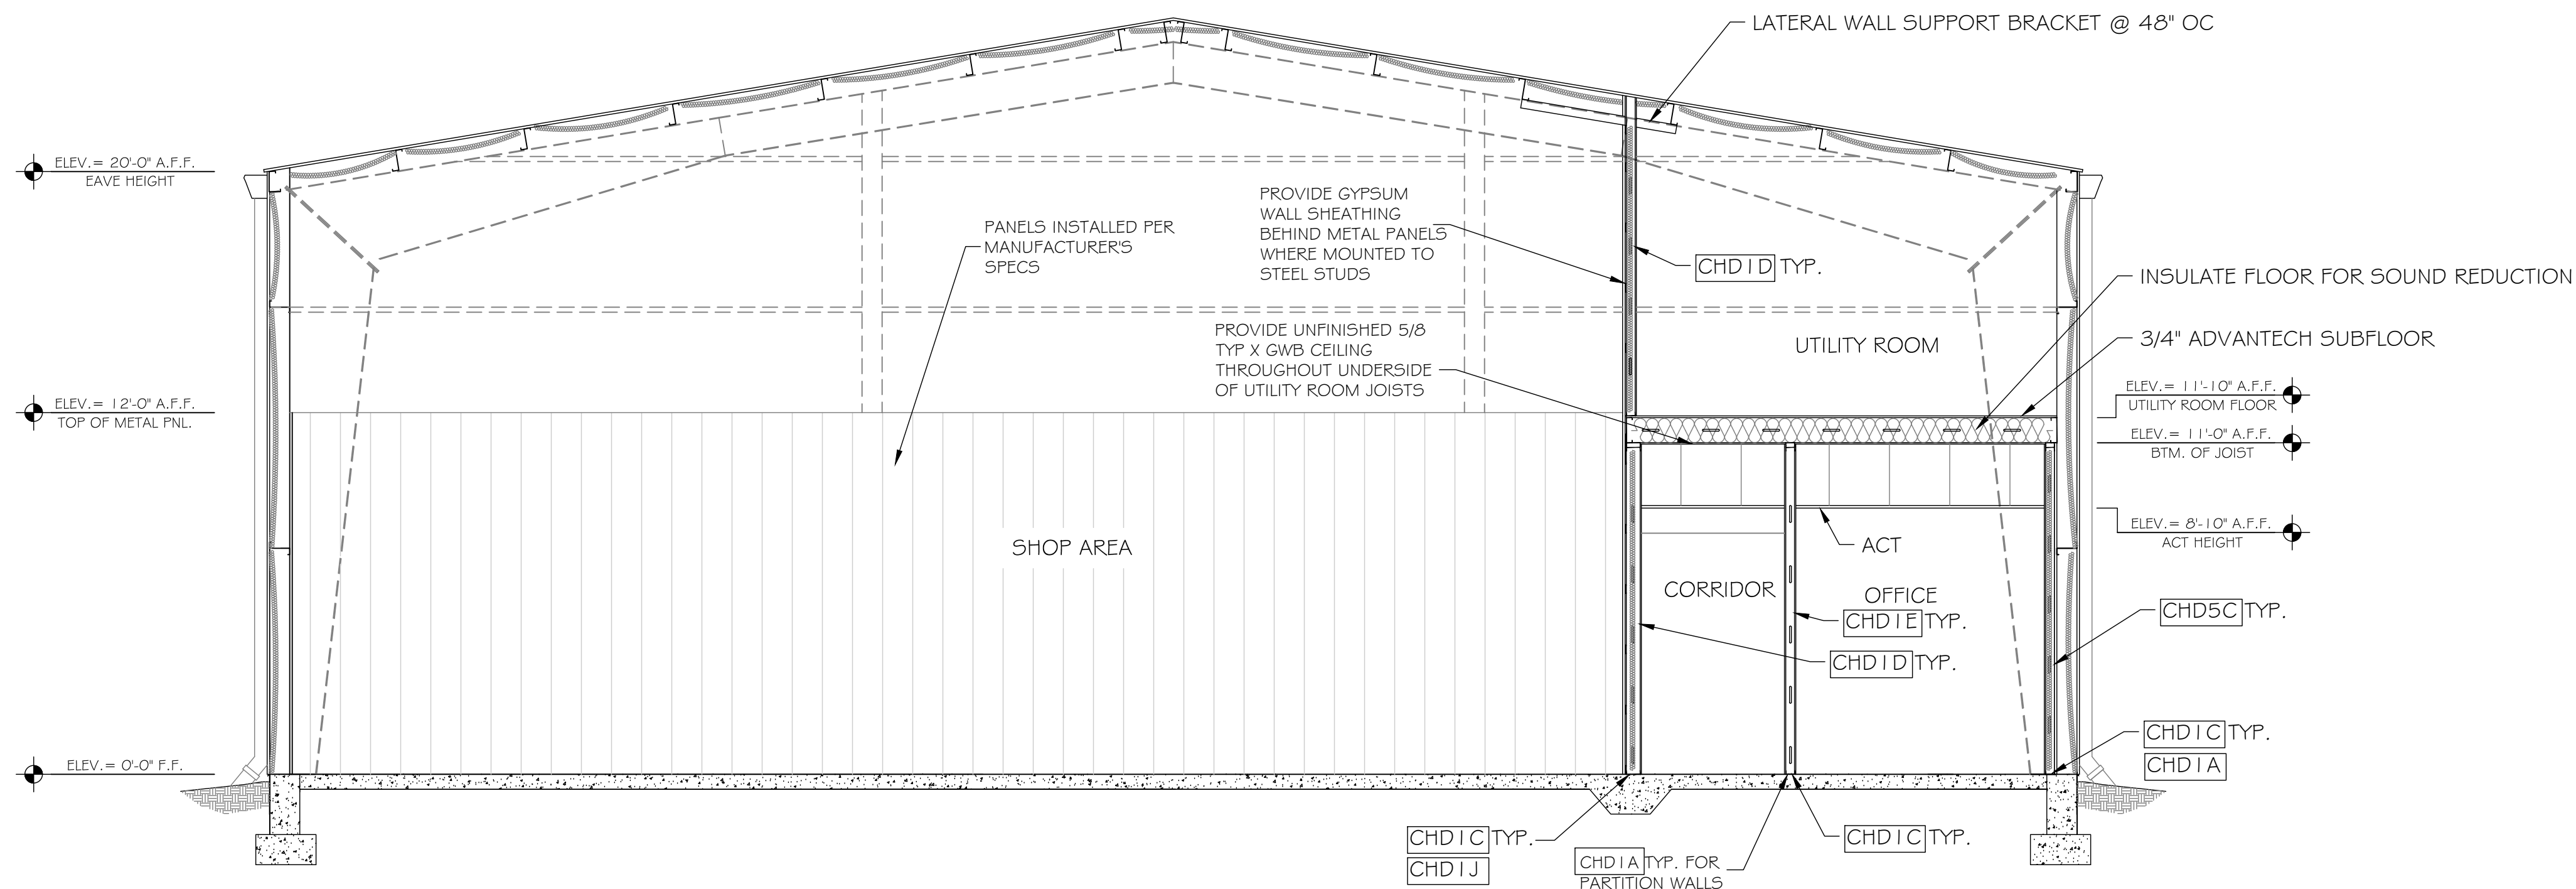 LATERAL WALL SUPPORT BRACKET @ 48" OC
ELEV.= 20'-0" A.F.F.
EAVE HEIGHT
PANELS INSTALLED PER
MANUFACTURER'S
SPECS
PROVIDE GYPSUM
WALL SHEATHING
BEHIND METAL PANELS
WHERE MOUNTED TO
STEEL STUDS
CHD1D TYP.
INSULATE FLOOR FOR SOUND REDUCTION
PROVIDE UNFINISHED 5/8
TYP X GWB CEILING
THROUGHOUT UNDERSIDE
OF UTILITY ROOM JOISTS
UTILITY ROOM
3/4" ADVANTECH SUBFLOOR
ELEV.= 12'-0" A.F.F.
TOP OF METAL PNL.
ELEV.= 11'-10" A.F.F.
UTILITY ROOM FLOOR
ELEV.= 11'-0" A.F.F.
BTM. OF JOIST
ELEV.= 8'-10" A.F.F.
ACT HEIGHT
SHOP AREA
ACT
CORRIDOR
OFFICE
CHD1E TYP.
CHD1D TYP.
CHD5C TYP.
CHD1C TYP.
CHD1A
ELEV.= 0'-0" F.F.
CHD1C TYP.
CHD1J
CHD1A TYP. FOR
PARTITION WALLS
CHD1C TYP.